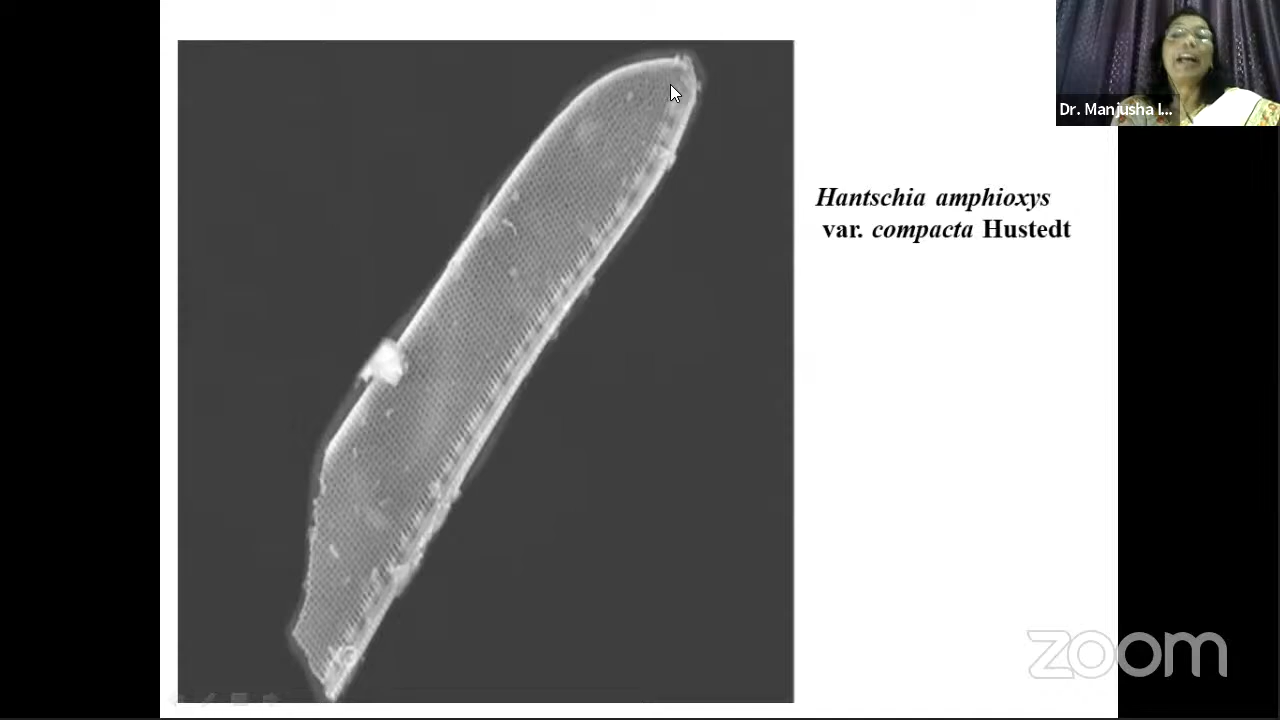 Dr. Manjusha I...
Hantschia amphioxys
var. compacta Hustedt
zoom